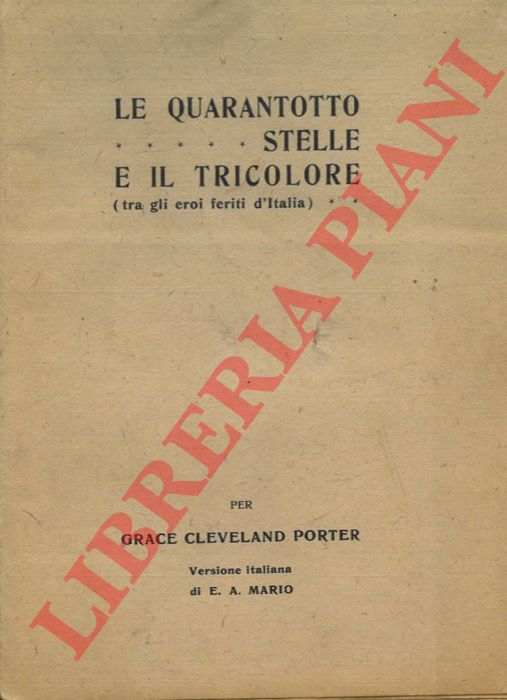 LE QUARANTOTTO
* * * * * STELLE
E IL TRICOLORE
(tra gli eroi feriti d'Italia) * *
PER
GRACE CLEVELAND PORTER
Versione italiana
di E. A. MARIO
LIBRERIA PIANI